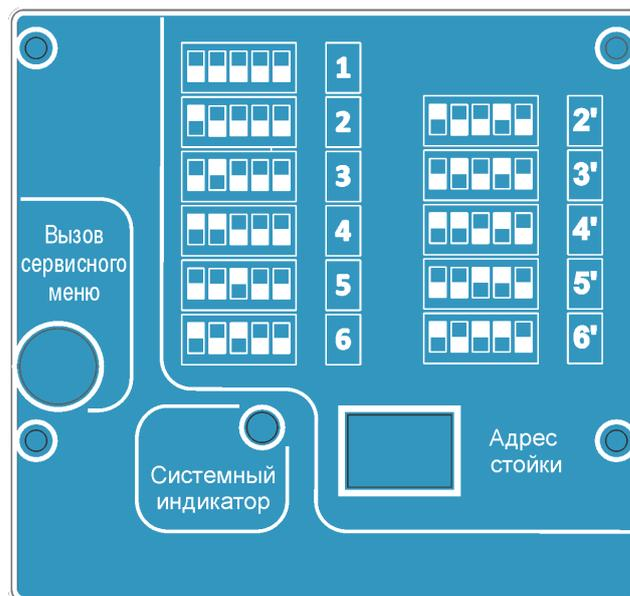 1
2
2'
3
3'
4
4'
5
5'
6
6'
Вызов
сервисного
меню
Адрес
стойки
Системный
индикатор